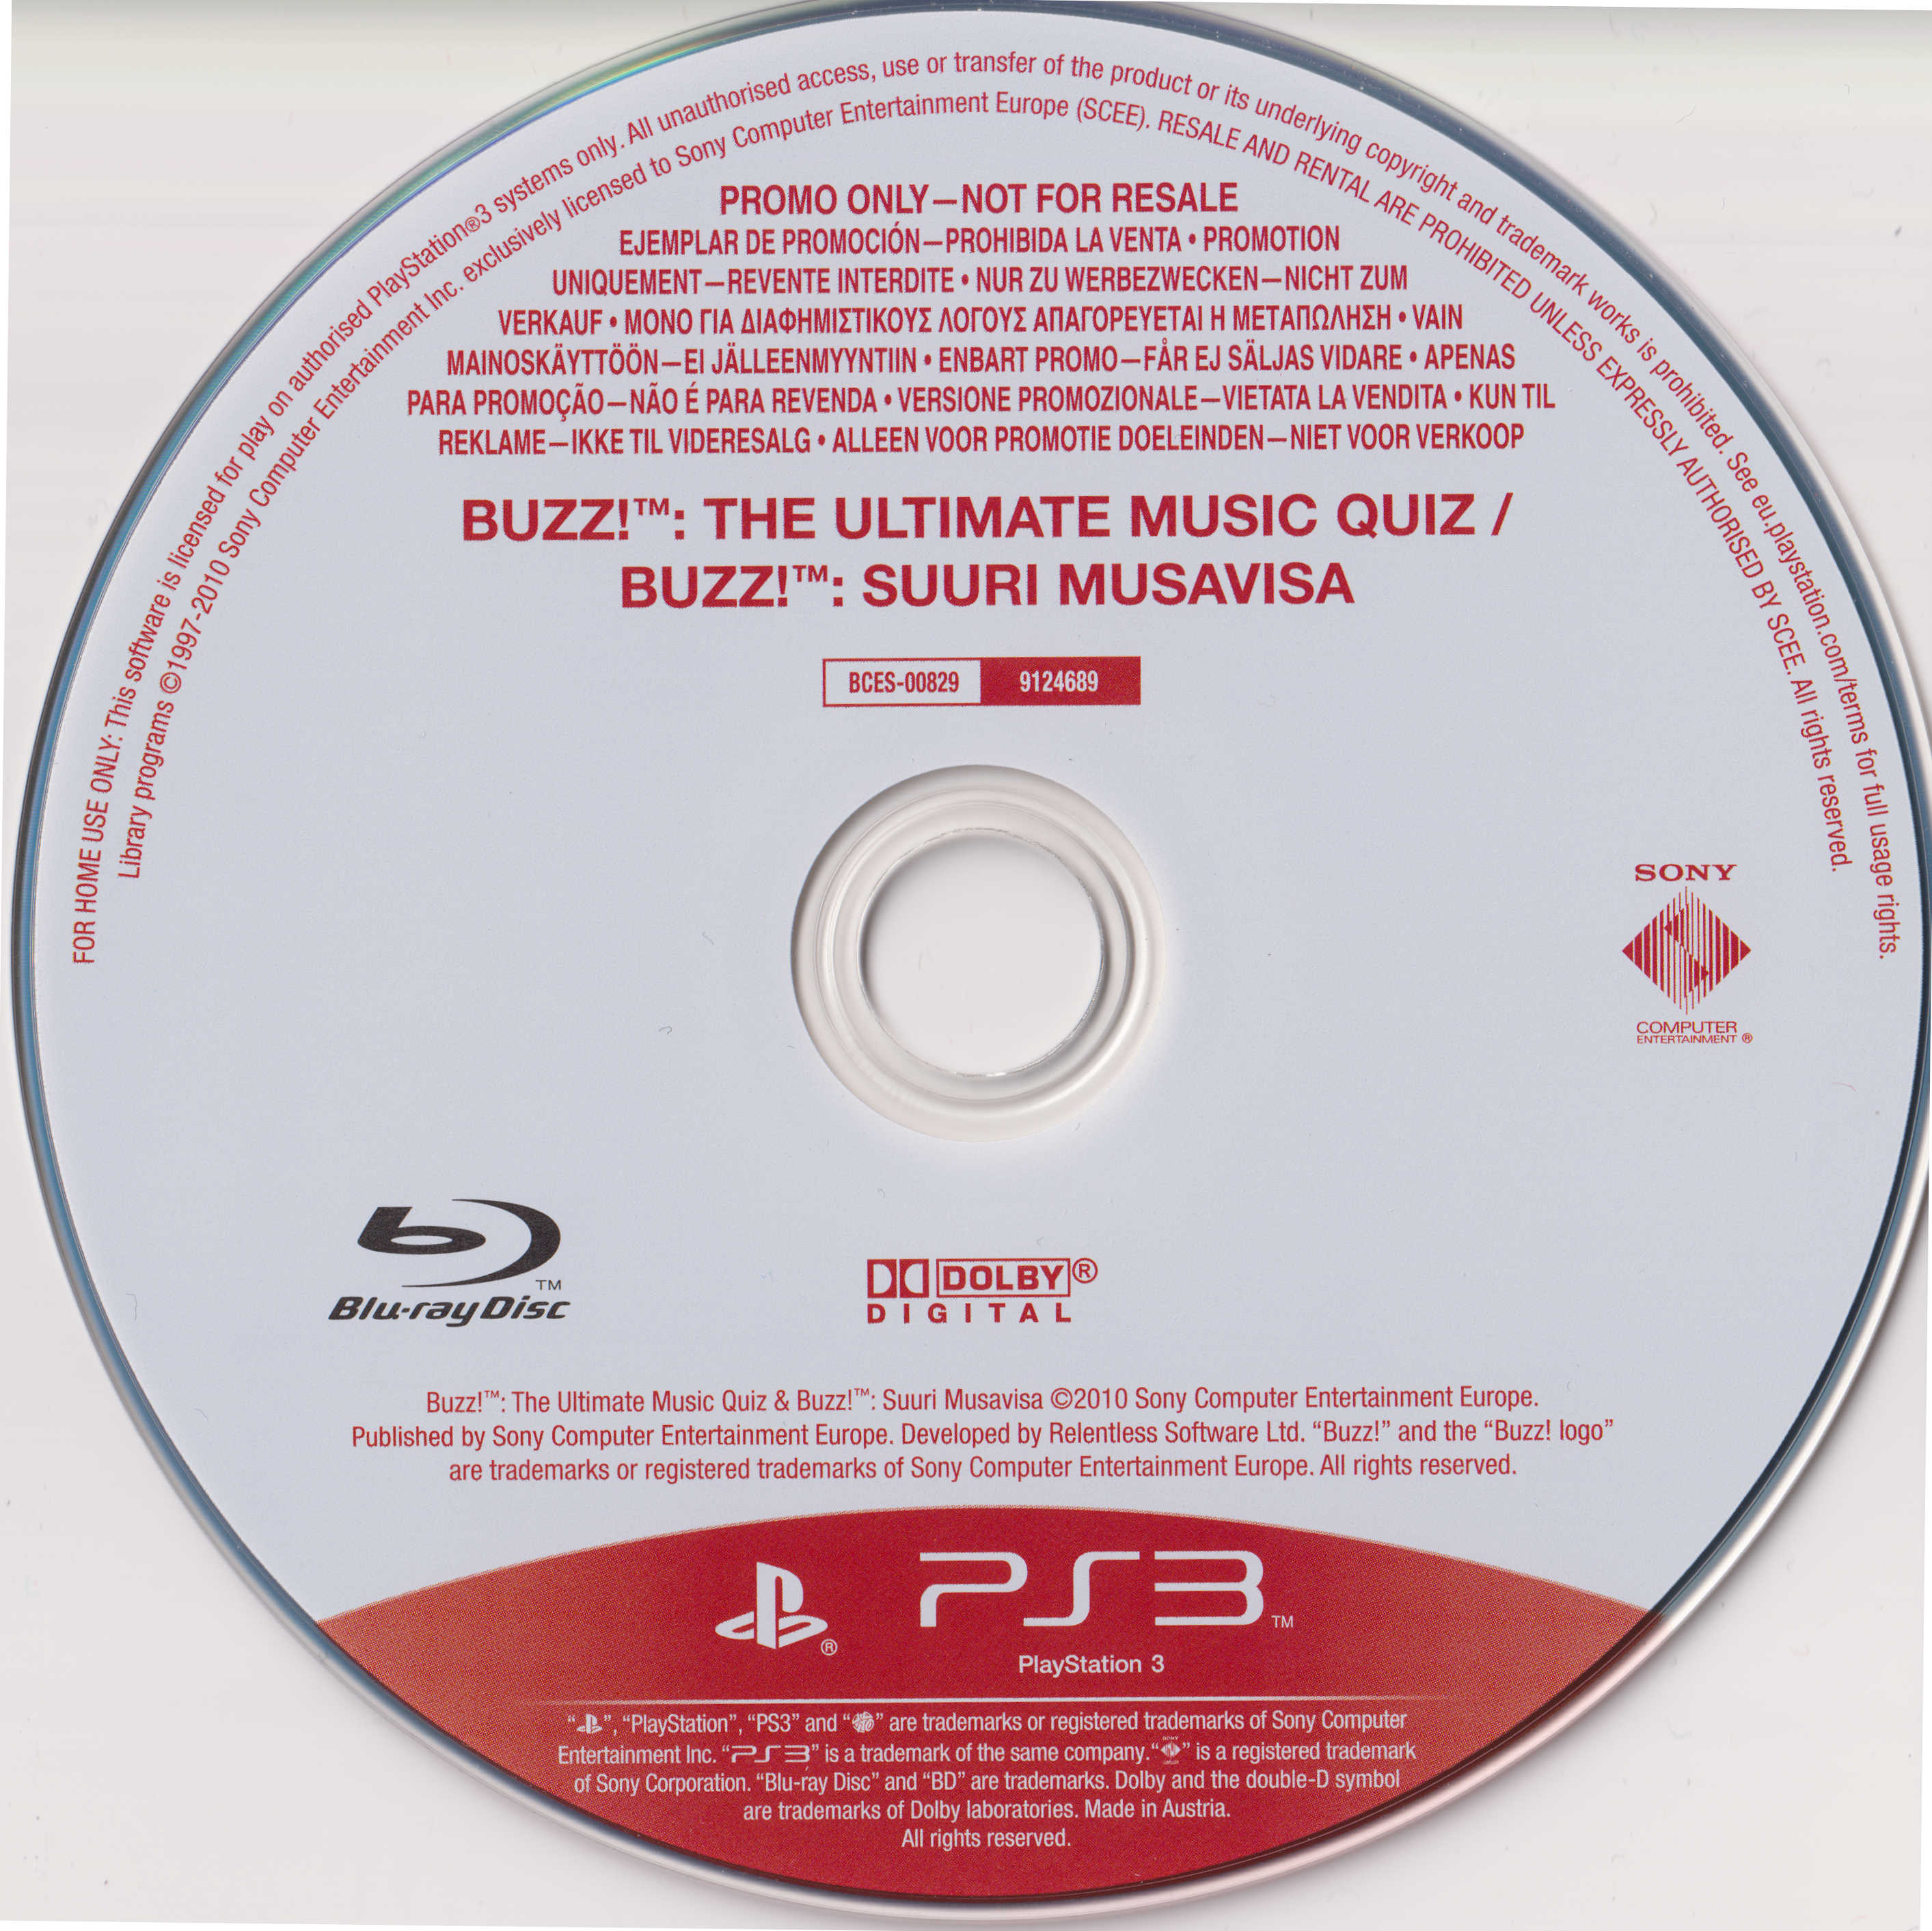 FOR HOME USE ONLY: This software is licensed for play on authorised PlayStation®3 systems only. All unauthorised access, use or transfer of the product or its underlying copyright and trademark works is prohibited. See eu.playstation.com/terms for full usage rights.
Library programs ©1997-2010 Sony Computer Entertainment Inc. exclusively licensed to Sony Computer Entertainment Europe (SCEE). RESALE AND RENTAL ARE PROHIBITED UNLESS EXPRESSLY AUTHORISED BY SCEE. All rights reserved.
PROMO ONLY—NOT FOR RESALE
EJEMPLAR DE PROMOCIÓN—PROHIBIDA LA VENTA • PROMOTION
UNIQUEMENT—REVENTE INTERDITE • NUR ZU WERBEZWECKEN—NICHT ZUM
VERKAUF • ΜΟΝΟ ΓΙΑ ΔΙΑΦΗΜΙΣΤΙΚΟΥΣ ΛΟΓΟΥΣ ΑΠΑΓΟΡΕΥΕΤΑΙ Η ΜΕΤΑΠΩΛΗΣΗ • VAIN
MAINOSKÄYTTÖÖN—EI JÄLLEENMYYNTIIN • ENBART PROMO—FÅR EJ SÄLJAS VIDARE • APENAS
PARA PROMOÇÃO—NÃO É PARA REVENDA • VERSIONE PROMOZIONALE—VIETATA LA VENDITA • KUN TIL
REKLAME—IKKE TIL VIDERESALG • ALLEEN VOOR PROMOTIE DOELEINDEN—NIET VOOR VERKOOP
BUZZ!™: THE ULTIMATE MUSIC QUIZ /
BUZZ!™: SUURI MUSAVISA
BCES-00829 9124689
SONY
COMPUTER
ENTERTAINMENT ®
TM
Blu-ray Disc
DOLBY®
DIGITAL
Buzz!™: The Ultimate Music Quiz & Buzz!™: Suuri Musavisa ©2010 Sony Computer Entertainment Europe.
Published by Sony Computer Entertainment Europe. Developed by Relentless Software Ltd. “Buzz!” and the “Buzz! logo”
are trademarks or registered trademarks of Sony Computer Entertainment Europe. All rights reserved.
® PS3™
PlayStation 3
“ ”, “PlayStation”, “PS3” and “ ” are trademarks or registered trademarks of Sony Computer
Entertainment Inc. “PS3” is a trademark of the same company.“ ” is a registered trademark
of Sony Corporation. “Blu-ray Disc” and “BD” are trademarks. Dolby and the double-D symbol
are trademarks of Dolby laboratories. Made in Austria.
All rights reserved.